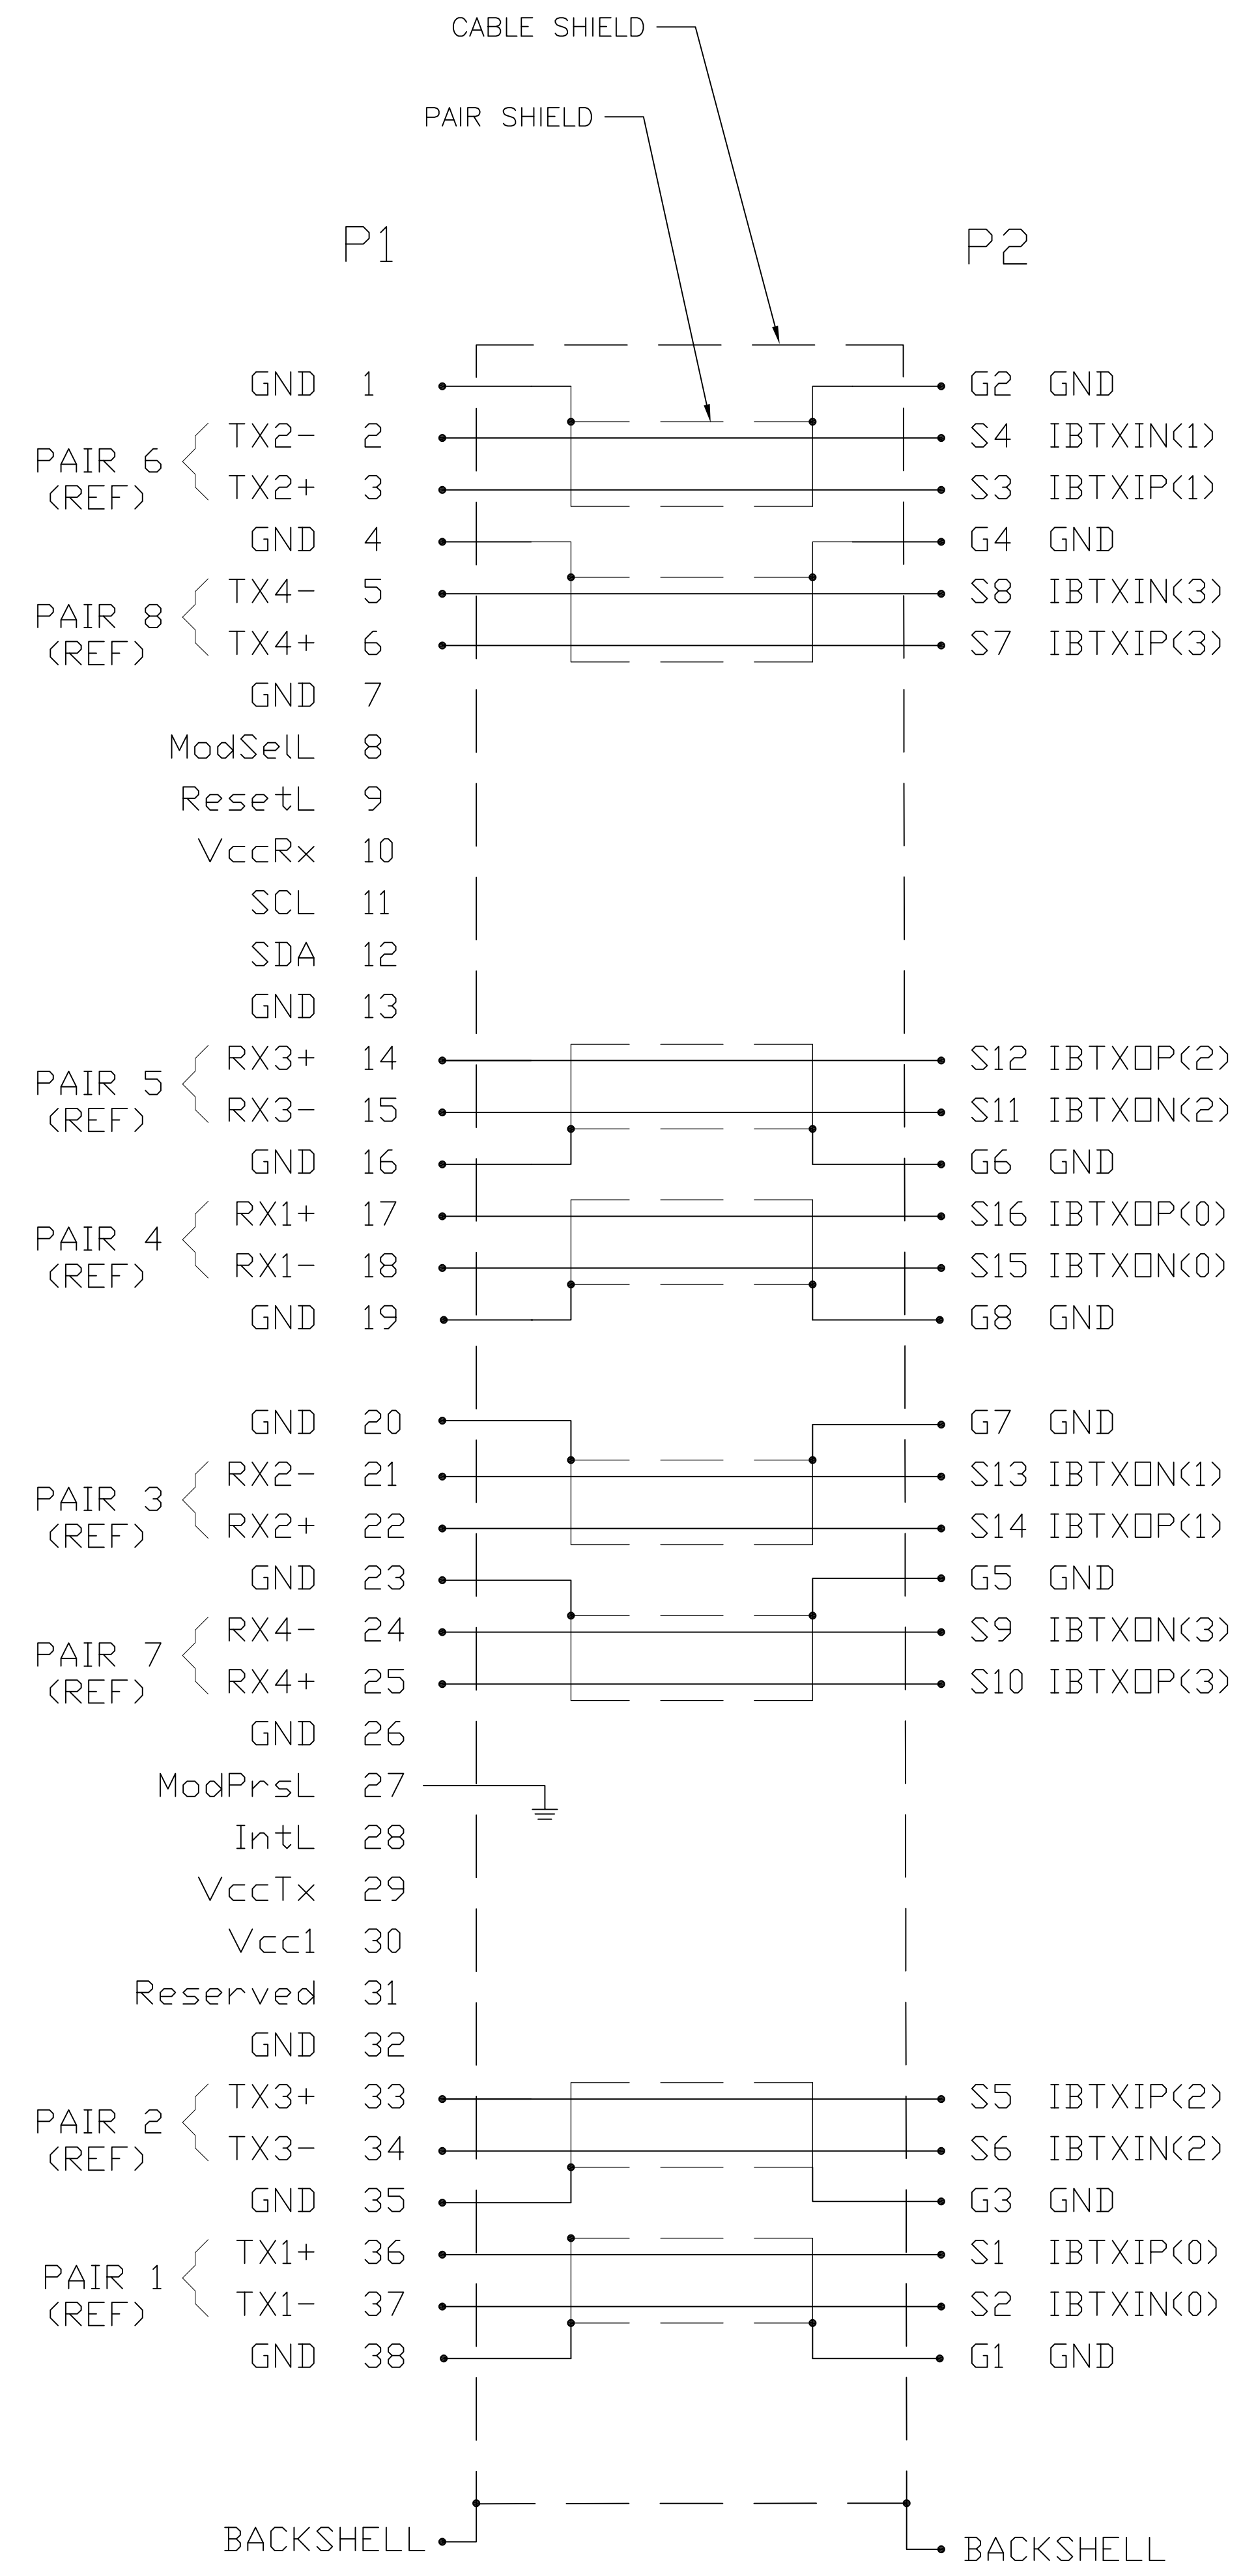 CABLE SHIELD
PAIR SHIELD
P1 P2
GND 1 G2 GND
TX2- 2 S4 IBTXIN(1)
PAIR 6
(REF)
TX2+ 3 S3 IBTXIP(1)
GND 4 G4 GND
TX4- 5 S8 IBTXIN(3)
PAIR 8
(REF)
TX4+ 6 S7 IBTXIP(3)
GND 7
ModSelL 8
ResetL 9
VccRx 10
SCL 11
SDA 12
GND 13
RX3+ 14 S12 IBTXOP(2)
PAIR 5
(REF)
RX3- 15 S11 IBTXON(2)
GND 16 G6 GND
RX1+ 17 S16 IBTXOP(0)
PAIR 4
(REF)
RX1- 18 S15 IBTXON(0)
GND 19 G8 GND
GND 20 G7 GND
RX2- 21 S13 IBTXON(1)
PAIR 3
(REF)
RX2+ 22 S14 IBTXOP(1)
GND 23 G5 GND
RX4- 24 S9 IBTXON(3)
PAIR 7
(REF)
RX4+ 25 S10 IBTXOP(3)
GND 26
ModPrsL 27
IntL 28
VccTx 29
Vcc1 30
Reserved 31
GND 32
TX3+ 33 S5 IBTXIP(2)
PAIR 2
(REF)
TX3- 34 S6 IBTXIN(2)
GND 35 G3 GND
TX1+ 36 S1 IBTXIP(0)
PAIR 1
(REF)
TX1- 37 S2 IBTXIN(0)
GND 38 G1 GND
BACKSHELL BACKSHELL